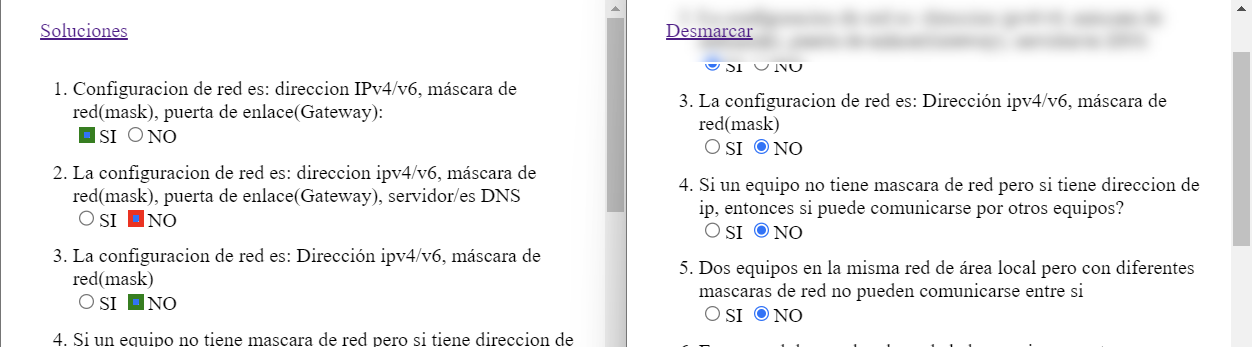 Soluciones
1. Configuracion de red es: direccion IPv4/v6, máscara de
red(mask), puerta de enlace(Gateway):
SI NO
2. La configuracion de red es: direccion ipv4/v6, máscara de
red(mask), puerta de enlace(Gateway), servidor/es DNS
SI NO
3. La configuracion de red es: Dirección ipv4/v6, máscara de
red(mask)
SI NO
4. Si un equipo no tiene mascara de red pero si tiene direccion de
Desmarcar
SI NO
3. La configuracion de red es: Dirección ipv4/v6, máscara de
red(mask)
SI NO
4. Si un equipo no tiene mascara de red pero si tiene direccion de
ip, entonces si puede comunicarse por otros equipos?
SI NO
5. Dos equipos en la misma red de área local pero con diferentes
mascaras de red no pueden comunicarse entre si
SI NO